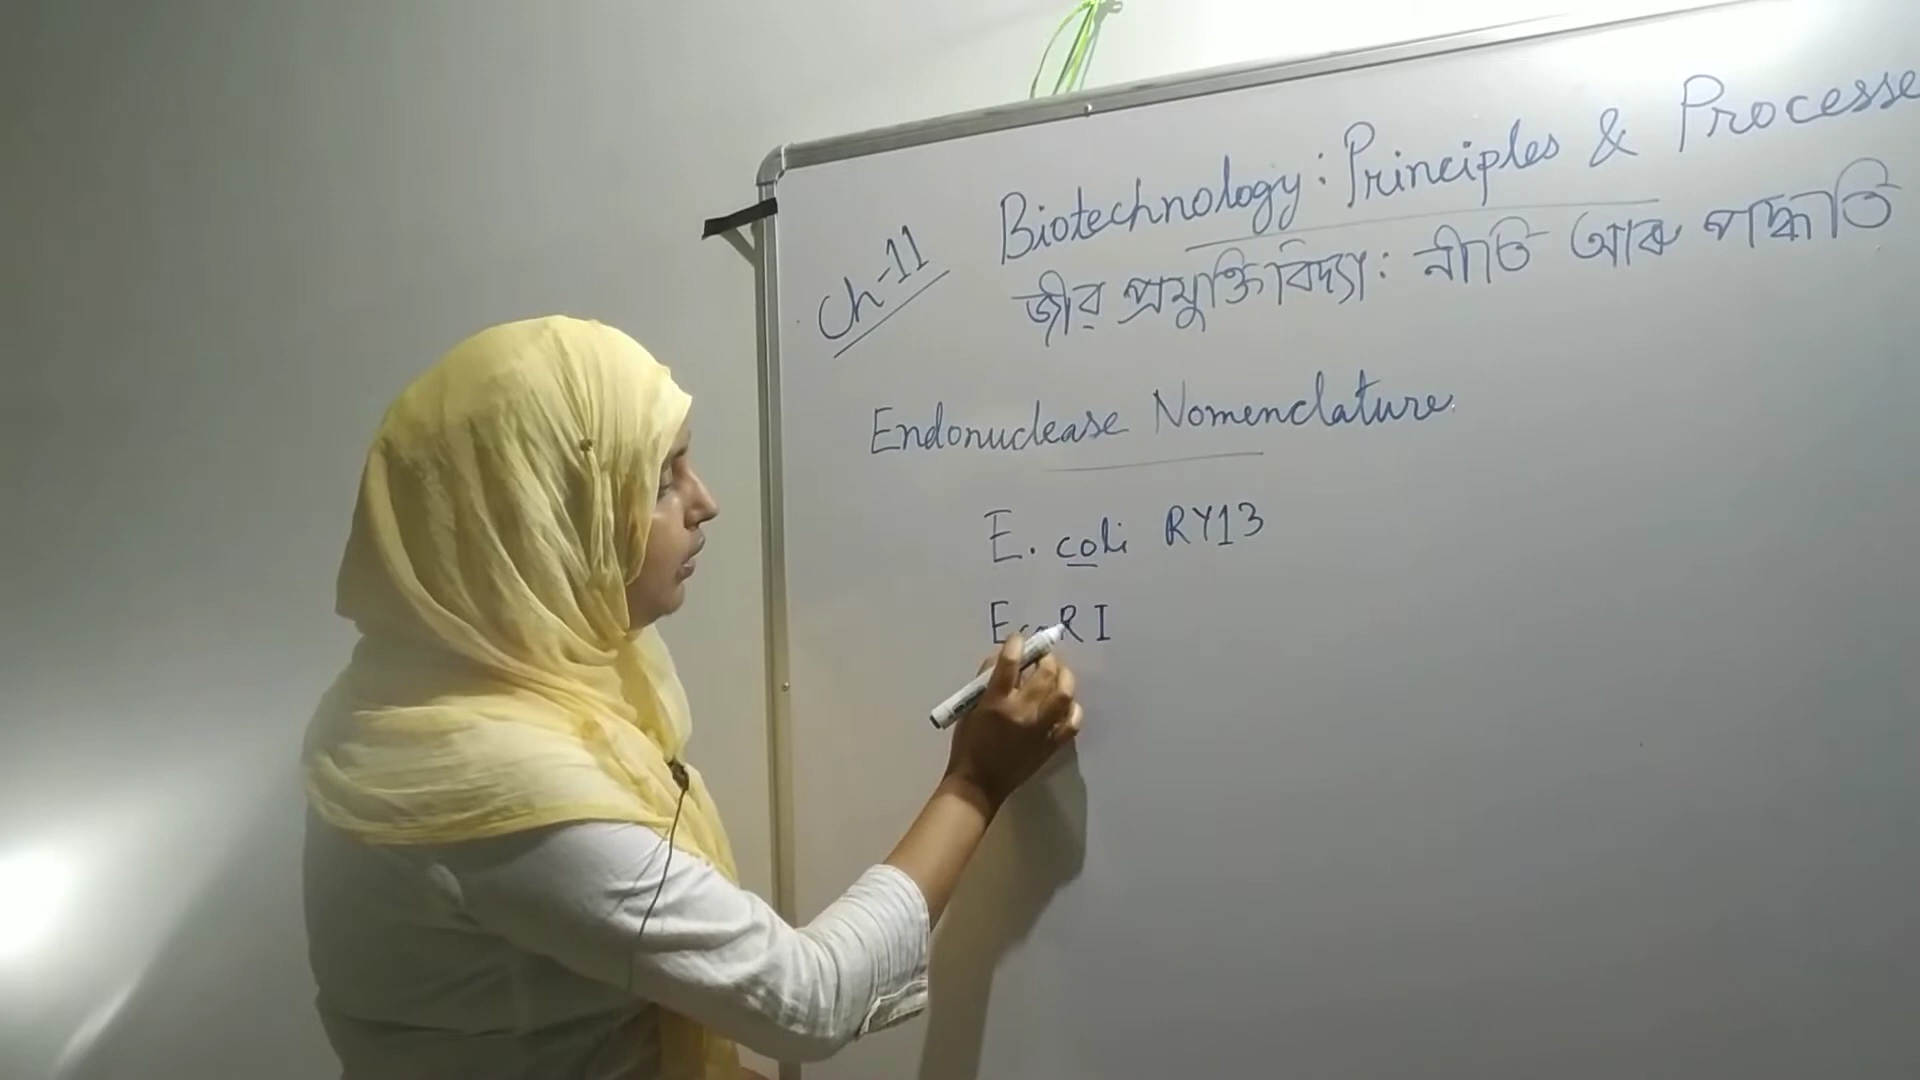 Ch-11
Biotechnology: Principles & Processe
জীৱ প্ৰযুক্তিবিদ্যা: নীতি আৰু পদ্ধতি
Endonuclease Nomenclature
E. coli RY13
EcoRI